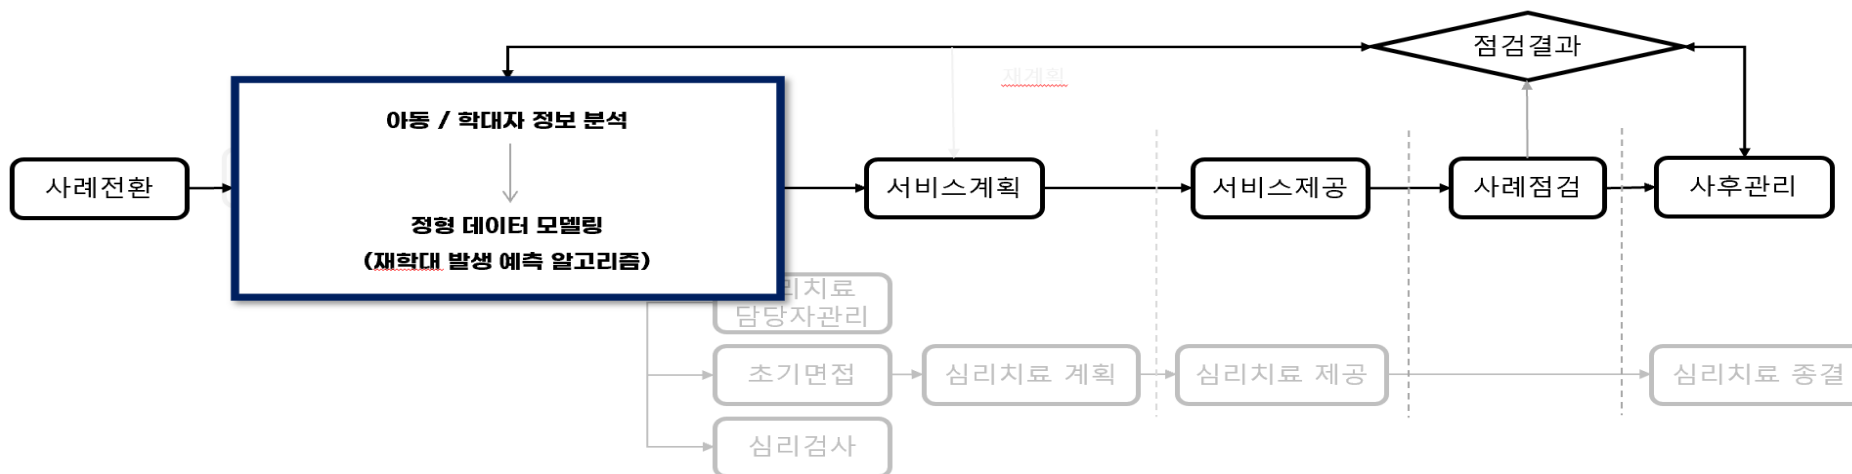 점검결과
재계획
아동 / 학대자 정보 분석
정형 데이터 모델링
(재학대 발생 예측 알고리즘)
사례전환
서비스계획
서비스제공
사례점검
사후관리
리치료
담당자관리
초기면접
심리치료 계획
심리치료 제공
심리치료 종결
심리검사